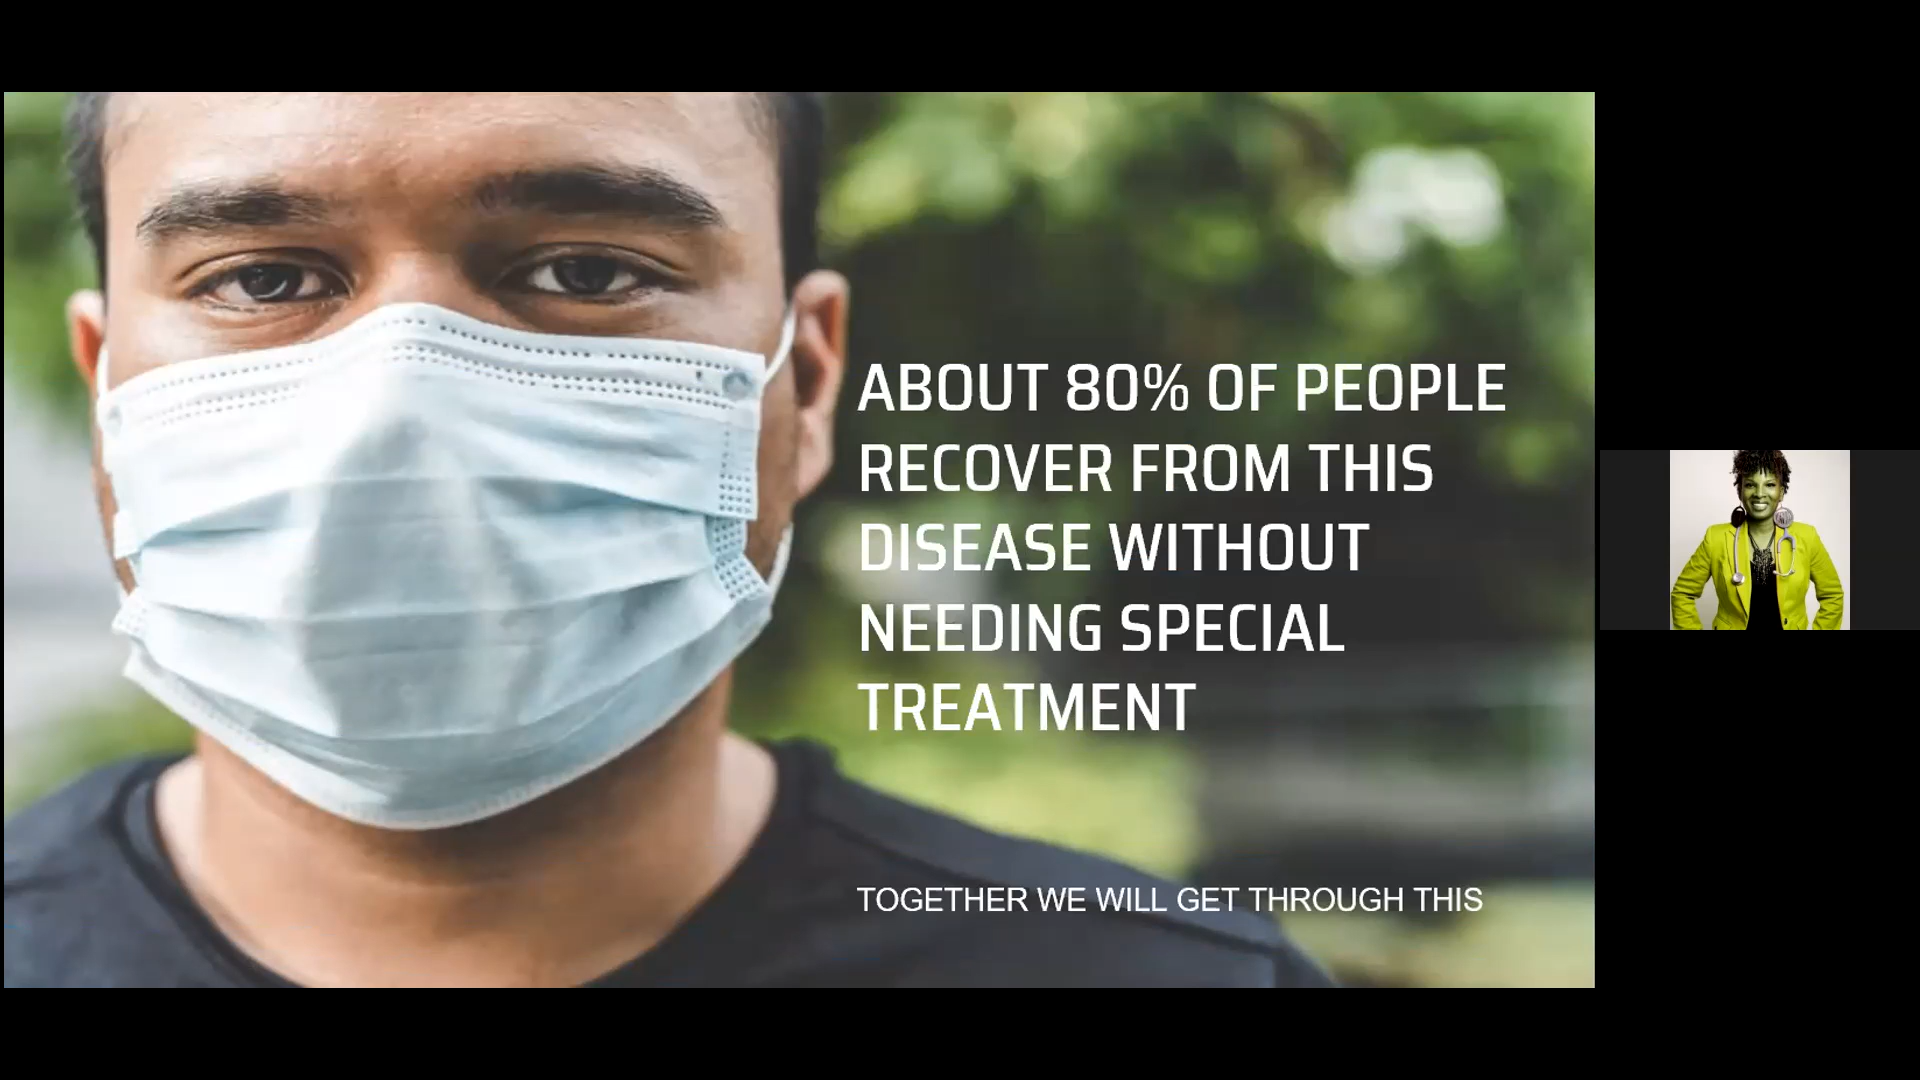 ABOUT 80% OF PEOPLE
RECOVER FROM THIS
DISEASE WITHOUT
NEEDING SPECIAL
TREATMENT
TOGETHER WE WILL GET THROUGH THIS